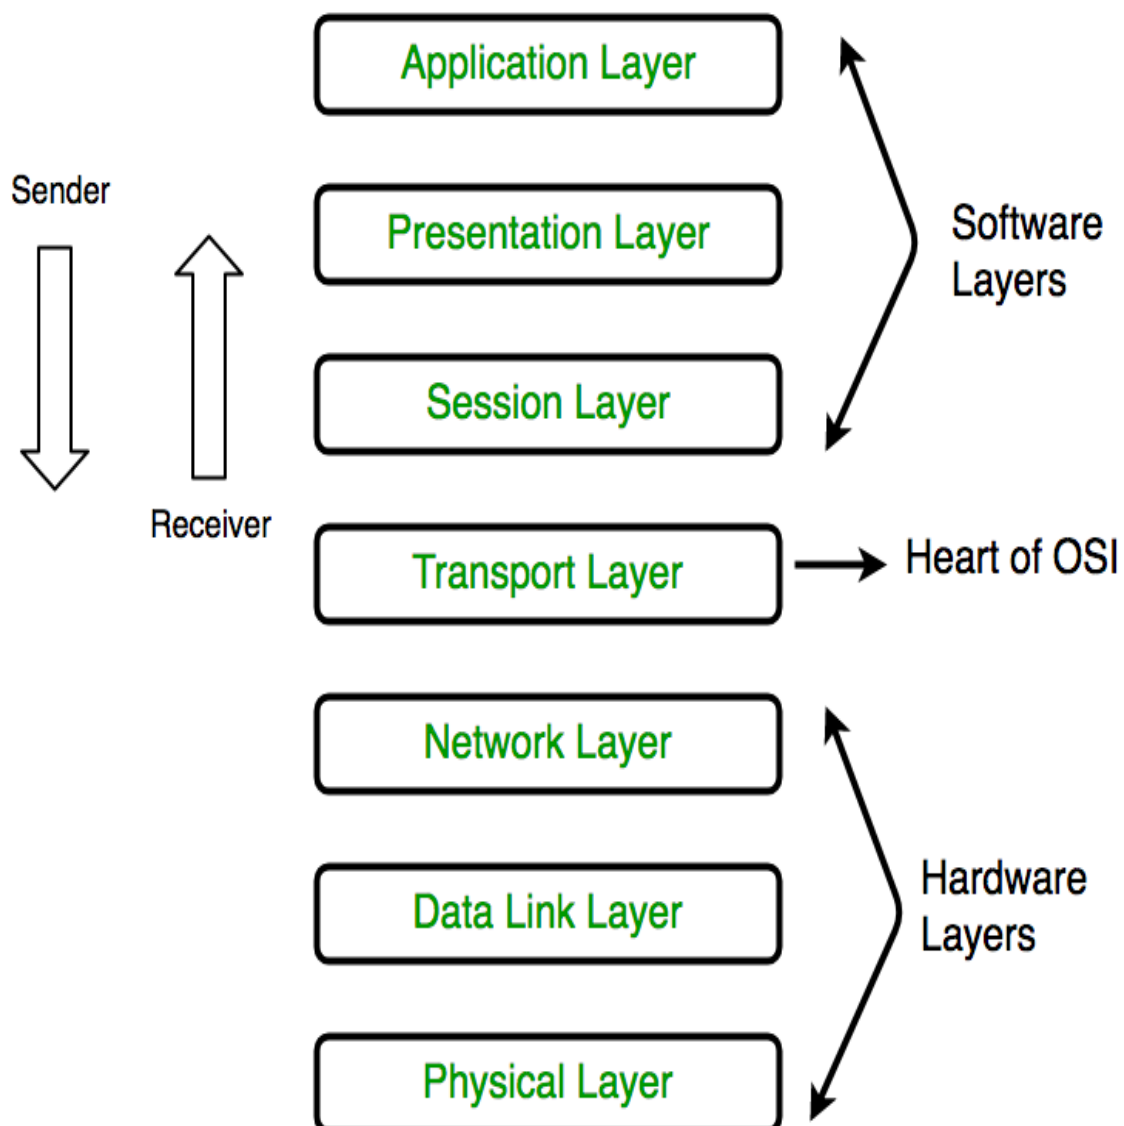 Application Layer
Sender
Presentation Layer
Software
Layers
Session Layer
Receiver
Transport Layer
Heart of OSI
Network Layer
Hardware
Layers
Data Link Layer
Physical Layer